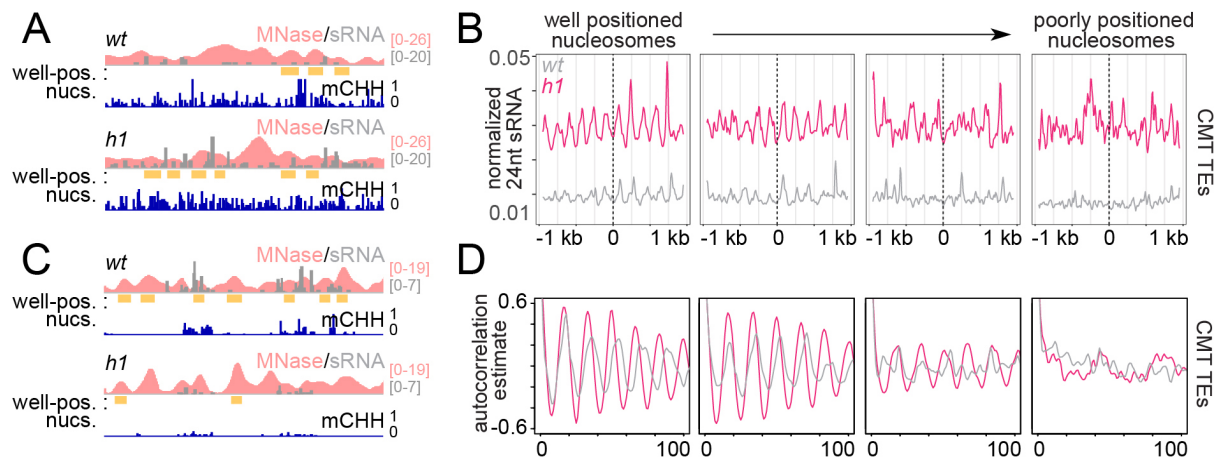 A
wt
MNase/sRNA
[0-26]
[0-20]
well-pos. :
nucs.
mCHH
1
0
h1
MNase/sRNA
[0-26]
[0-20]
well-pos. :
nucs.
mCHH
1
0
B
well positioned
nucleosomes
poorly positioned
nucleosomes
0.05
wt
h1
normalized
24nt sRNA
0.01
-1 kb 0 1 kb
-1 kb 0 1 kb
-1 kb 0 1 kb
-1 kb 0 1 kb
CMT TEs
C
wt
MNase/sRNA
[0-19]
[0-7]
well-pos. :
nucs.
mCHH
1
0
h1
MNase/sRNA
[0-19]
[0-7]
well-pos. :
nucs.
mCHH
1
0
D
0.6
autocorrelation
estimate
-0.6
0 100
0 100
0 100
0 100
CMT TEs